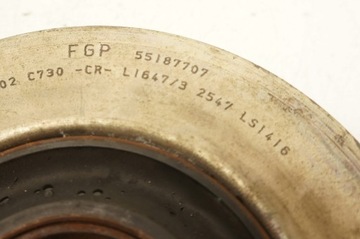 FGP 55187707
02 C730 -CR- L1647/3 2547 LS1416